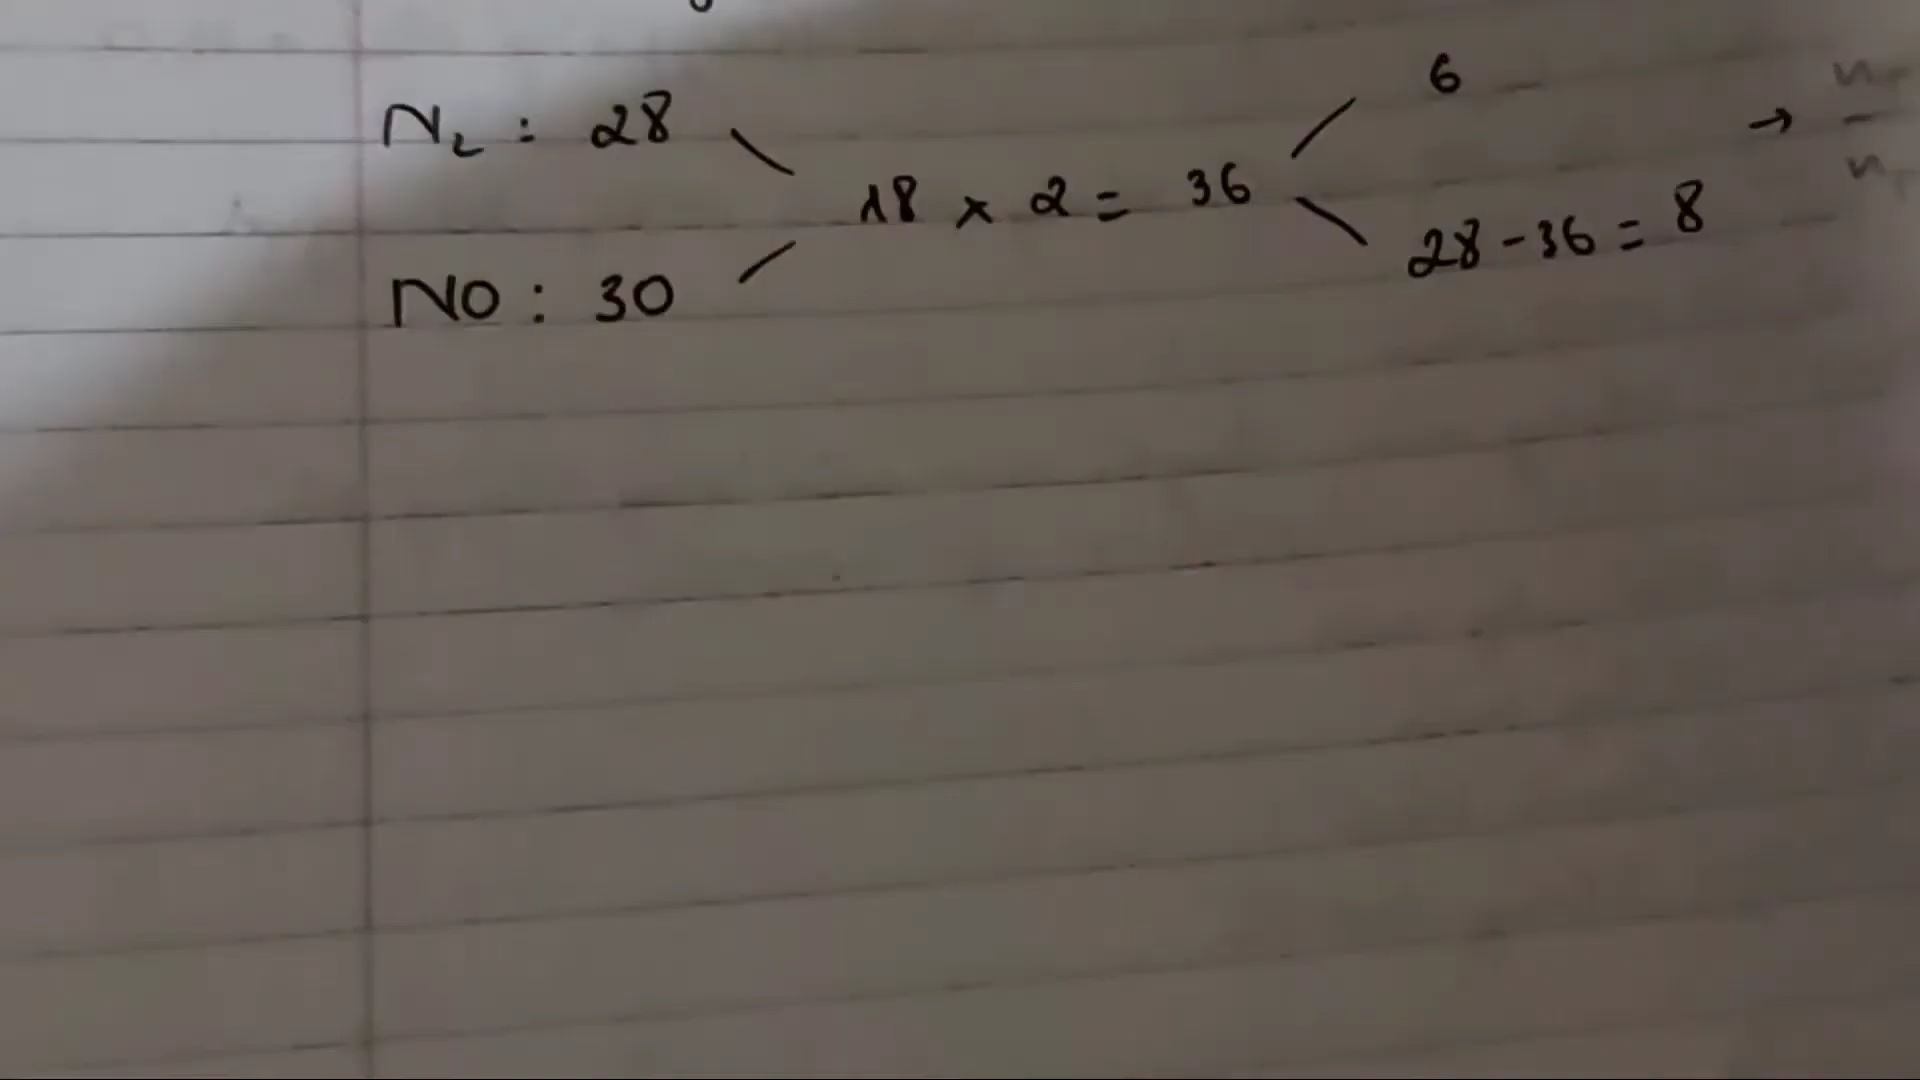 N₂ : 28
18 x 2 = 36
6
28 - 36 = 8
→
NO : 30